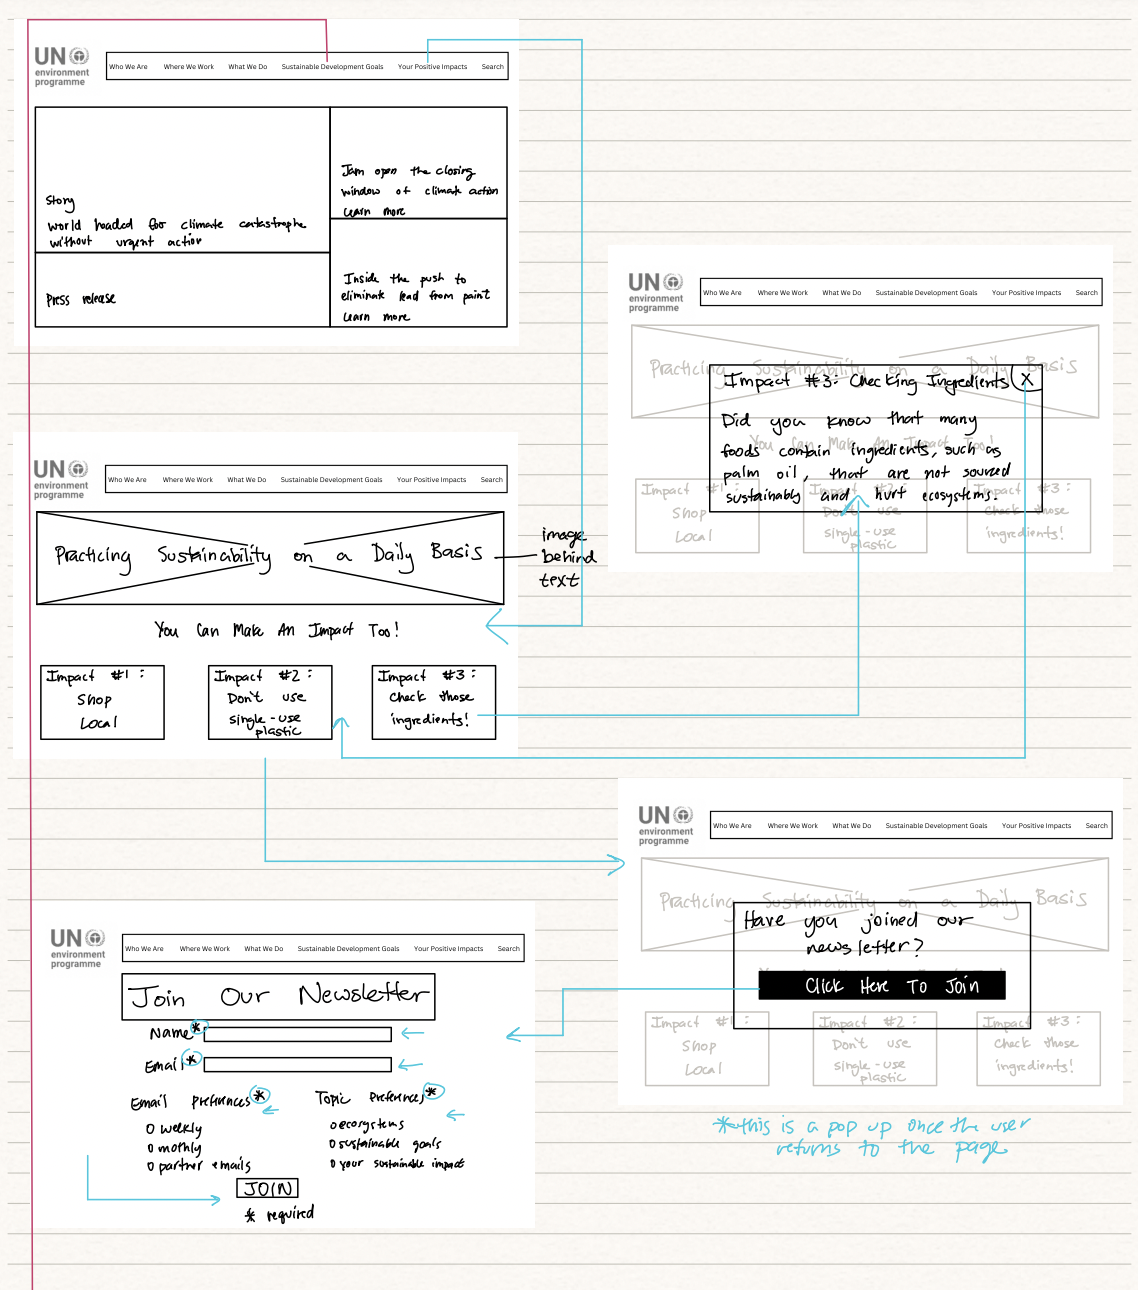 UN
environment
programme
Who We Are Where We Work What We Do Sustainable Development Goals Your Positive Impacts Search
Story
world headed for climate catastrophe
without urgent action
Press release
Jam open the closing
window of climate action
Learn more
Inside the push to
eliminate lead from paint
Learn more
UN
environment
programme
Who We Are Where We Work What We Do Sustainable Development Goals Your Positive Impacts Search
Practicing Sustainability on a Daily Basis
Impact #3: Checking Ingredients X
Did you know that many
foods contain ingredients, such as
palm oil, that are not sourced
sustainably and hurt ecosystems.
You Can Make An Impact Too!
Impact #1:
Shop
Local
Impact #2:
Don't use
single-use
plastic
Impact #3:
Check those
ingredients!
UN
environment
programme
Who We Are Where We Work What We Do Sustainable Development Goals Your Positive Impacts Search
Practicing Sustainability on a Daily Basis
image
behind
text
You Can Make An Impact Too!
Impact #1:
Shop
Local
Impact #2:
Don't use
single-use
plastic
Impact #3:
Check those
ingredients!
UN
environment
programme
Who We Are Where We Work What We Do Sustainable Development Goals Your Positive Impacts Search
Practicing Sustainability on a Daily Basis
Have you joined our
newsletter?
Click Here To Join
Impact #1:
Shop
Local
Impact #2:
Don't use
single-use
plastic
Impact #3:
Check those
ingredients!
*this is a pop up once the user
returns to the page
UN
environment
programme
Who We Are Where We Work What We Do Sustainable Development Goals Your Positive Impacts Search
Join Our Newsletter
Name*
Email*
Email preferences*
O weekly
O monthly
O partner emails
Topic Preferences*
O ecosystems
O sustainable goals
O your sustainable impact
JOIN
* required